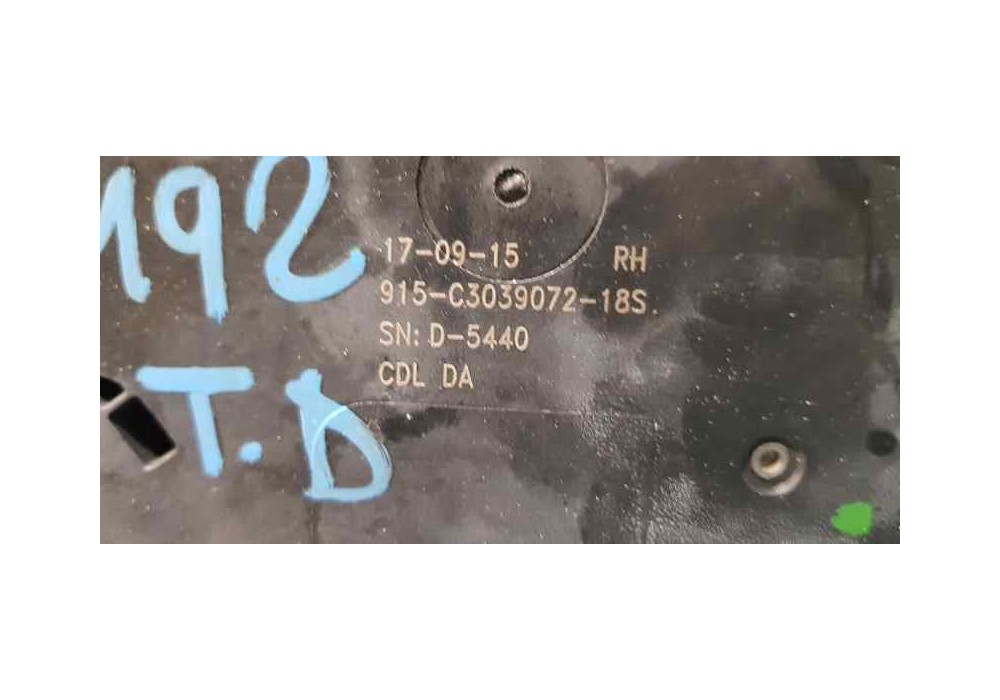 192
17-09-15 RH
915-C3039072-18S.
SN: D-5440
CDL DA
T.D